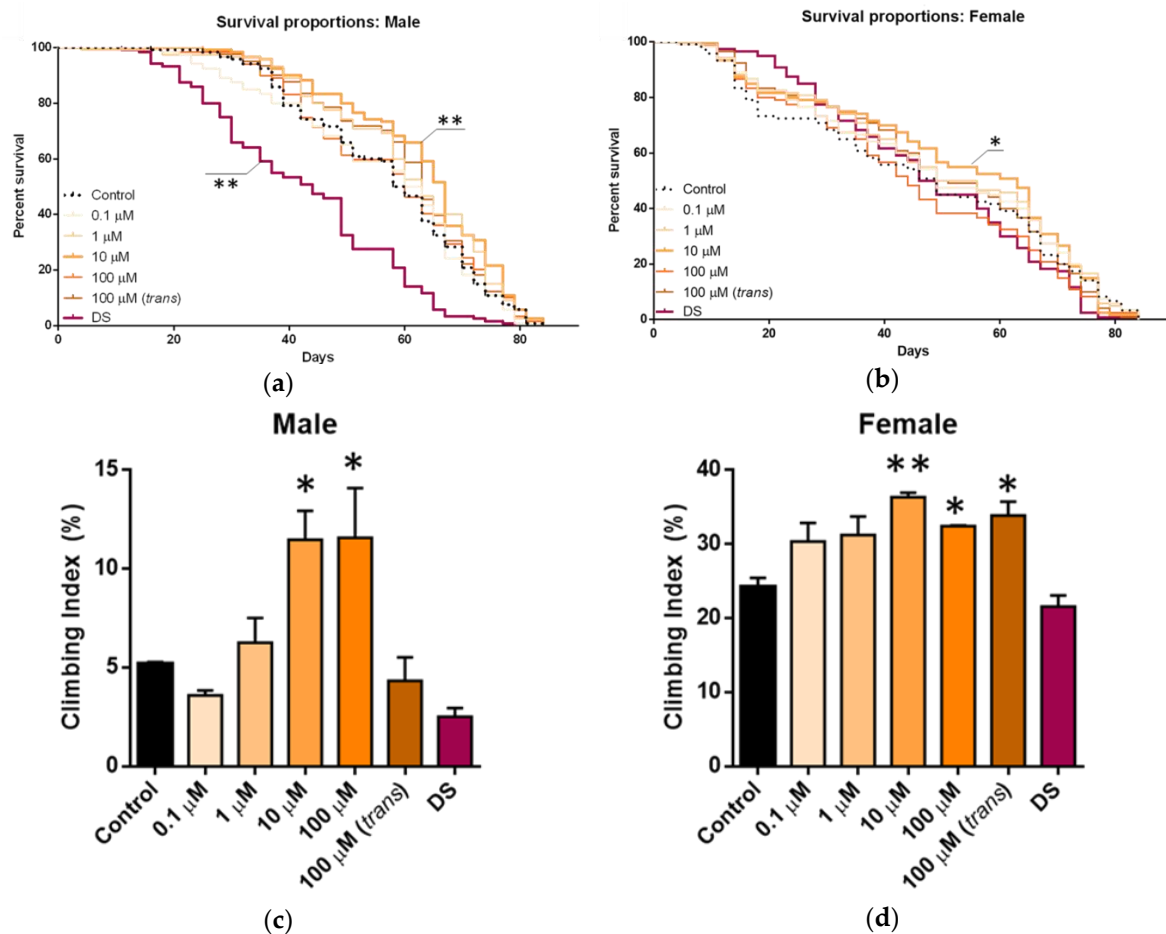 Survival proportions: Male
Percent survival
100
80
60
40
20
0
0 20 40 60 80
Days
**
**
Control
0.1 μM
1 μM
10 μM
100 μM
100 μM (trans)
DS
(a)
Survival proportions: Female
Percent survival
100
80
60
40
20
0
0 20 40 60 80
Days
*
Control
0.1 μM
1 μM
10 μM
100 μM
100 μM (trans)
DS
(b)
Male
Climbing Index (%)
15
10
5
0
* *
Control
0.1 μM
1 μM
10 μM
100 μM
100 μM (trans)
DS
(c)
Female
Climbing Index (%)
40
30
20
10
0
** * *
Control
0.1 μM
1 μM
10 μM
100 μM
100 μM (trans)
DS
(d)